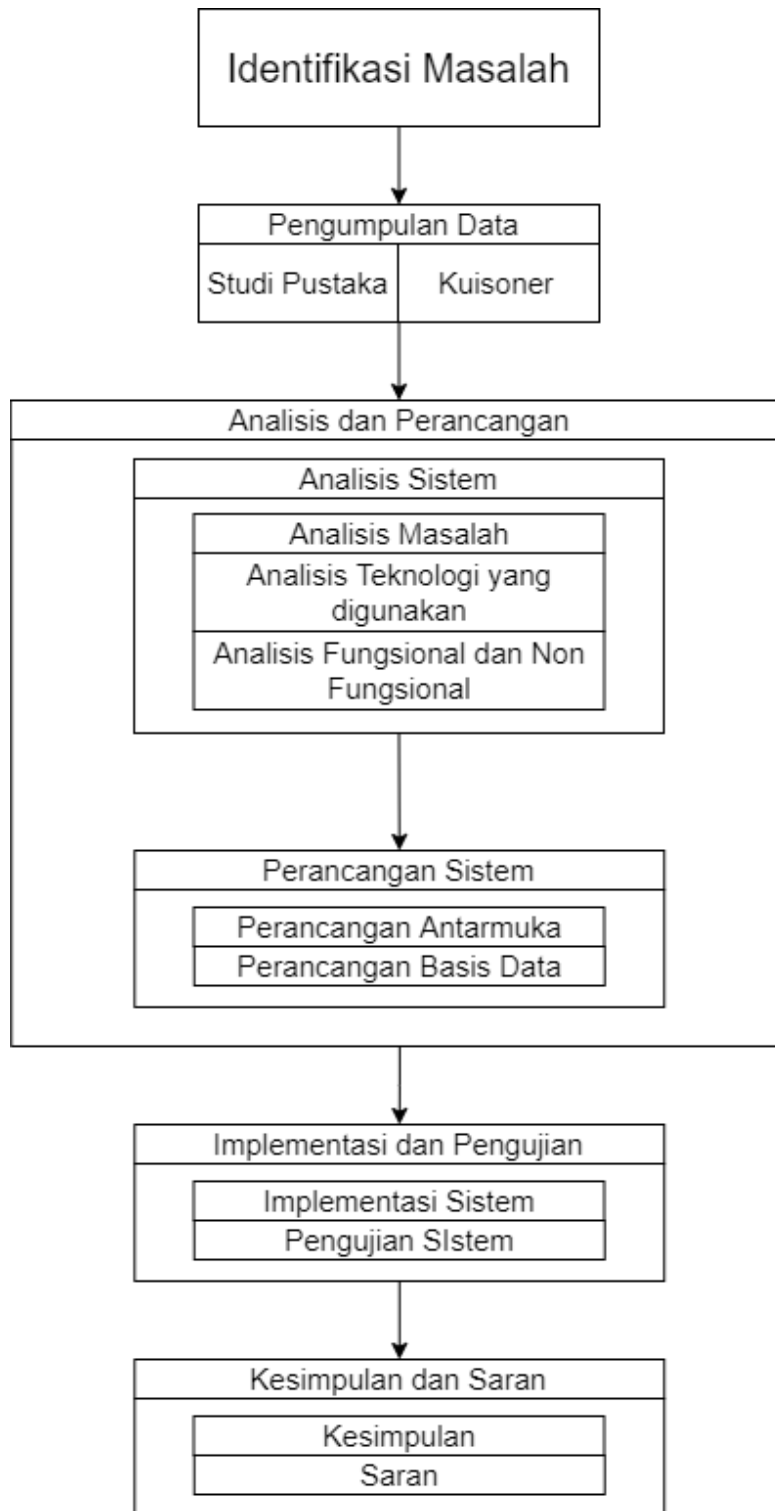 Identifikasi Masalah
Pengumpulan Data
Studi Pustaka
Kuisoner
Analisis dan Perancangan
Analisis Sistem
Analisis Masalah
Analisis Teknologi yang
digunakan
Analisis Fungsional dan Non
Fungsional
Perancangan Sistem
Perancangan Antarmuka
Perancangan Basis Data
Implementasi dan Pengujian
Implementasi Sistem
Pengujian SIstem
Kesimpulan dan Saran
Kesimpulan
Saran